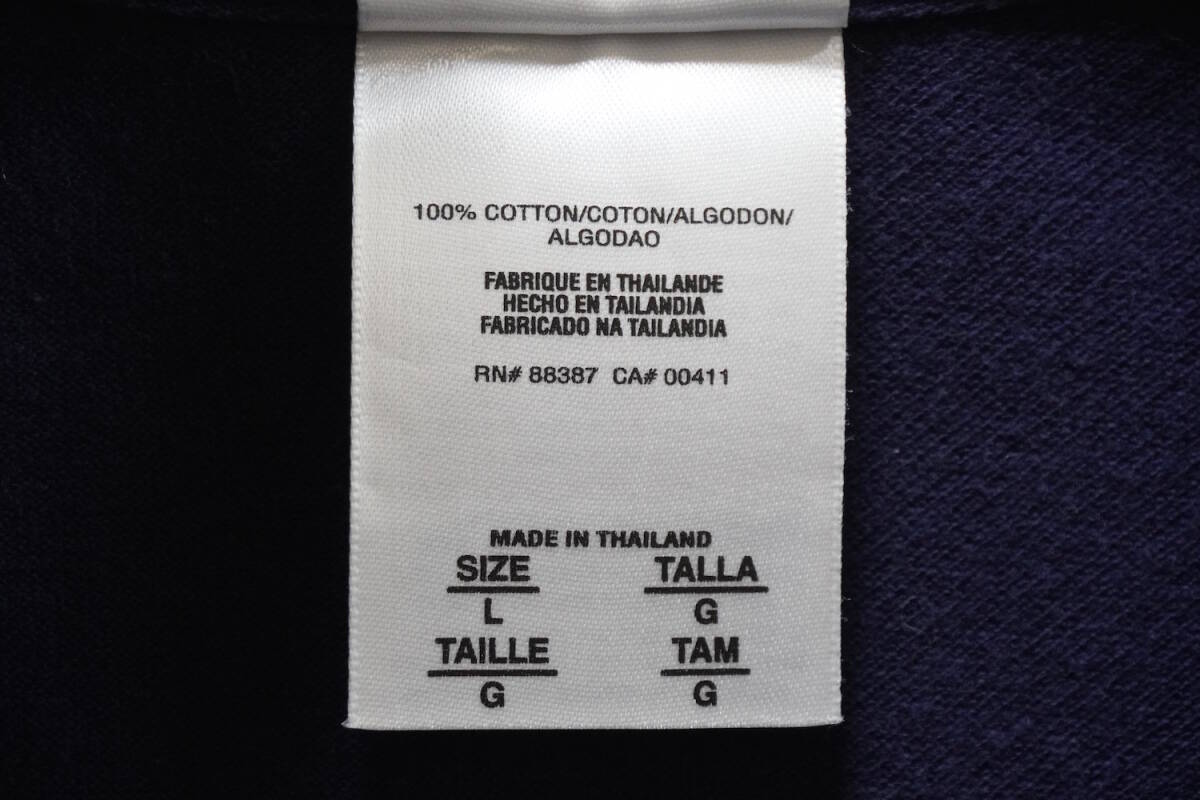 100% COTTON/COTON/ALGODON/
ALGODAO
FABRIQUE EN THAILANDE
HECHO EN TAILANDIA
FABRICADO NA TAILANDIA
RN# 88387 CA# 00411
MADE IN THAILAND
SIZE TALLA
L G
TAILLE TAM
G G